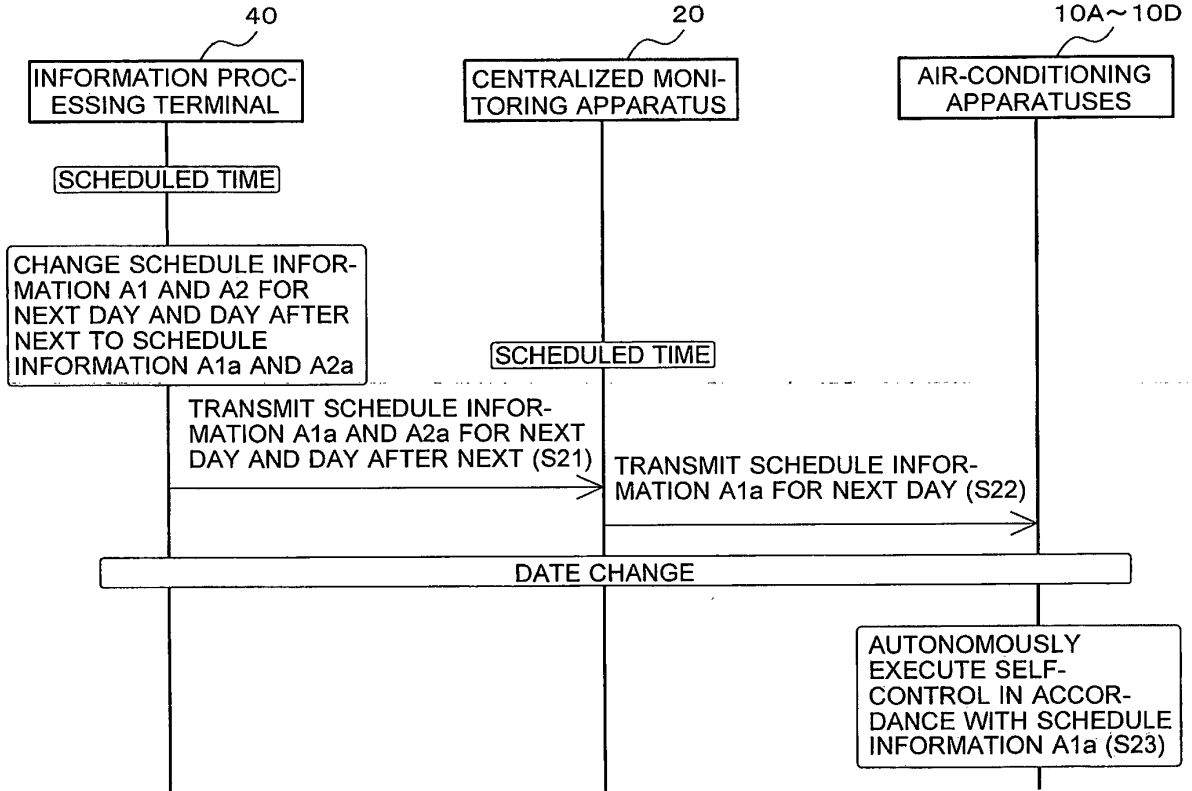 40
20
10A~10D
INFORMATION PROC-
ESSING TERMINAL
CENTRALIZED MONI-
TORING APPARATUS
AIR-CONDITIONING
APPARATUSES
SCHEDULED TIME
CHANGE SCHEDULE INFOR-
MATION A1 AND A2 FOR
NEXT DAY AND DAY AFTER
NEXT TO SCHEDULE
INFORMATION A1a AND A2a
SCHEDULED TIME
TRANSMIT SCHEDULE INFOR-
MATION A1a AND A2a FOR NEXT
DAY AND DAY AFTER NEXT (S21)
TRANSMIT SCHEDULE INFOR-
MATION A1a FOR NEXT DAY (S22)
DATE CHANGE
AUTONOMOUSLY
EXECUTE SELF-
CONTROL IN ACCOR-
DANCE WITH SCHEDULE
INFORMATION A1a (S23)